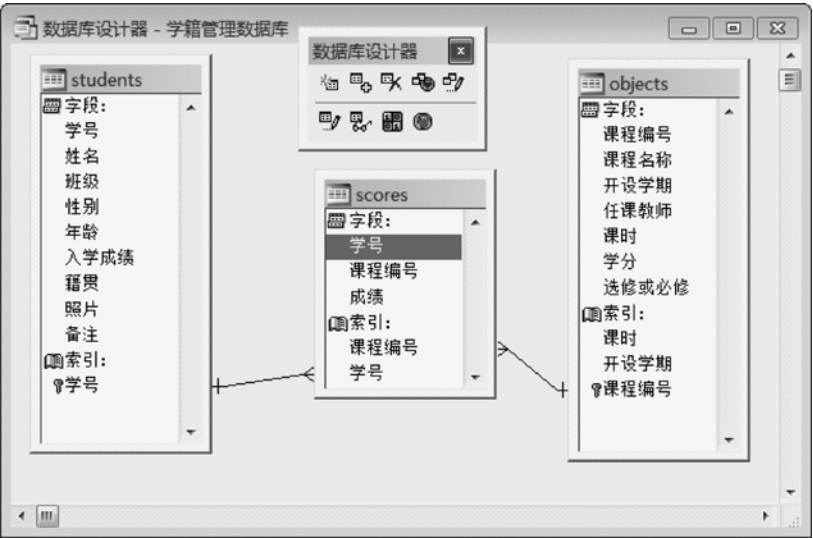 数据库设计器 - 学籍管理数据库
students
字段:
学号
姓名
班级
性别
年龄
入学成绩
籍贯
照片
备注
索引:
学号
数据库设计器
scores
字段:
学号
课程编号
成绩
索引:
课程编号
学号
objects
字段:
课程编号
课程名称
开设学期
任课教师
课时
学分
选修或必修
索引:
课时
开设学期
课程编号